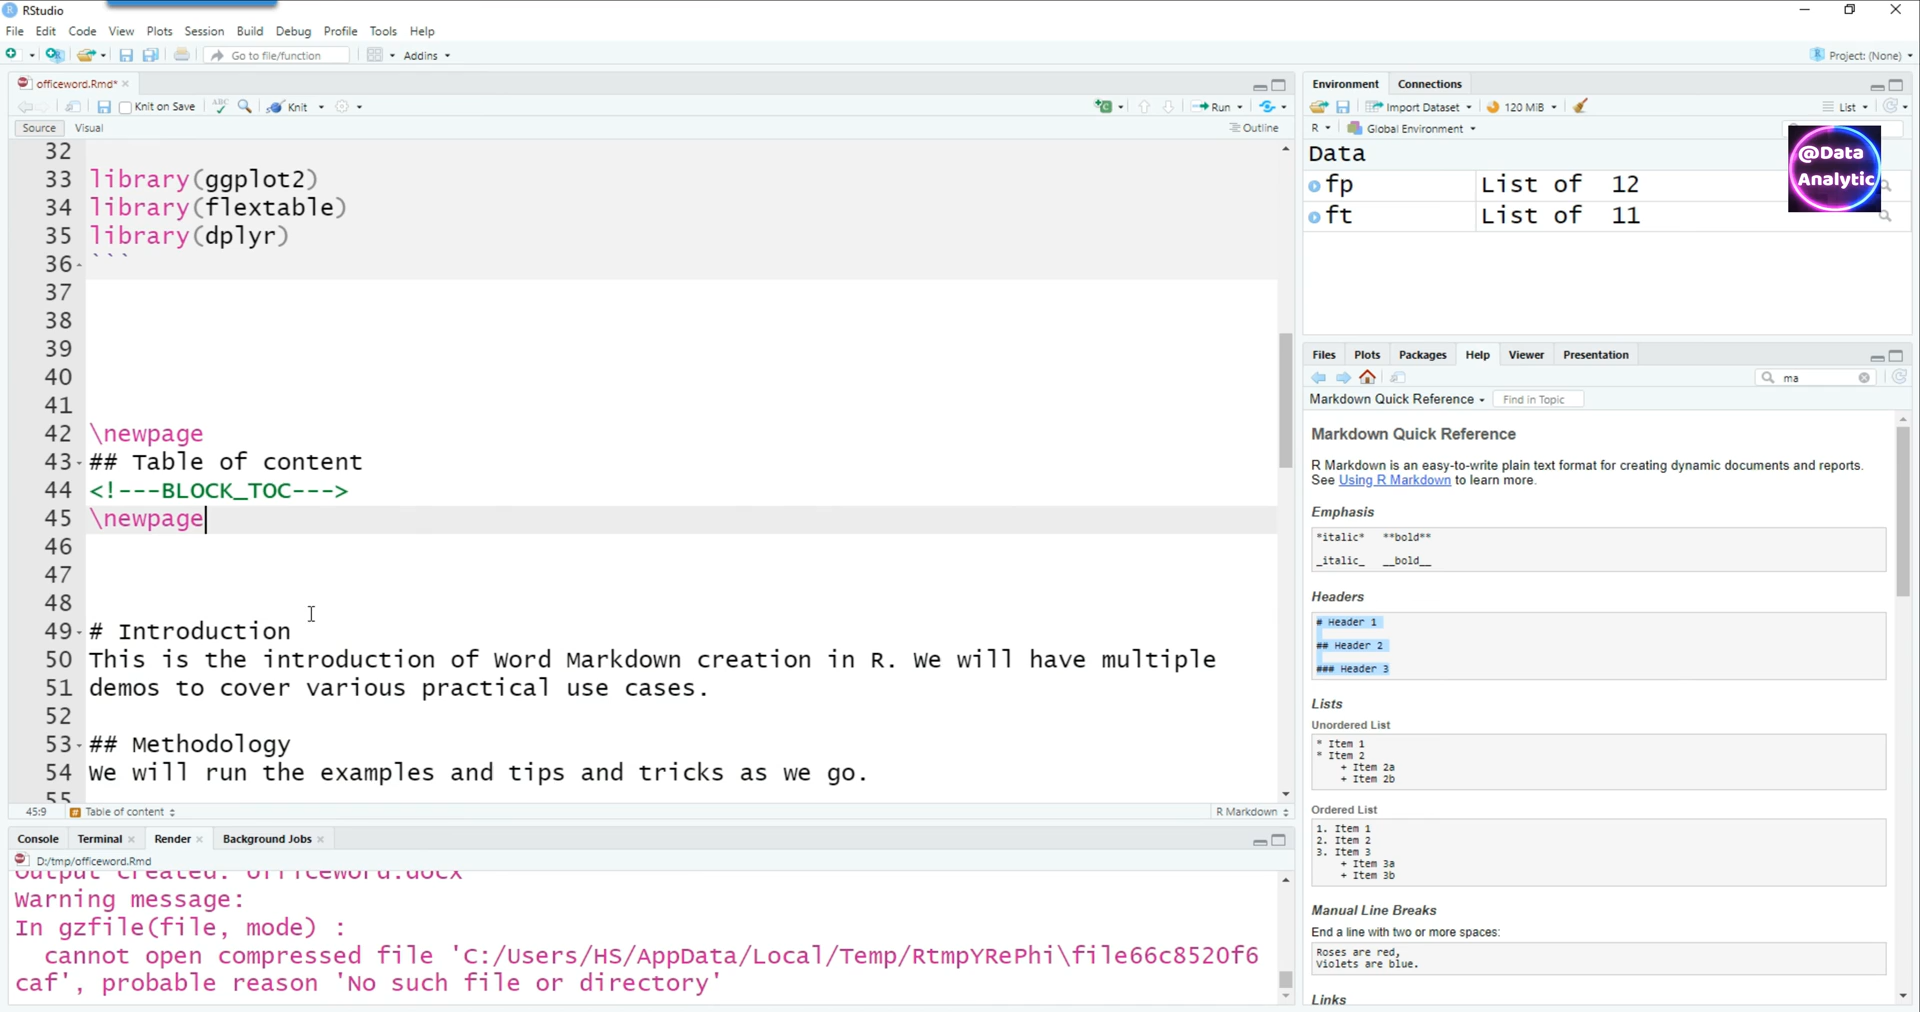 RStudio
File Edit Code View Plots Session Build Debug Profile Tools Help
Go to file/function Addins Project: (None)
officeword.Rmd*
Knit on Save Knit Run
Source Visual Outline
32
33 library(ggplot2)
34 library(flextable)
35 library(dplyr)
36 ```
37
38
39
40
41
42 \newpage
43 ## Table of content
44 <!---BLOCK_TOC--->
45 \newpage
46
47
48
49 # Introduction
50 This is the introduction of Word Markdown creation in R. We will have multiple
51 demos to cover various practical use cases.
52
53 ## Methodology
54 We will run the examples and tips and tricks as we go.
55
45:9 # Table of content R Markdown
Console Terminal Render Background Jobs
D:/tmp/officeword.Rmd
Output created: officeword.docx
Warning message:
In gzfile(file, mode) :
cannot open compressed file 'C:/Users/HS/AppData/Local/Temp/RtmpYRePhi\file66c8520f6
caf', probable reason 'No such file or directory'
Environment Connections
Import Dataset 120 MiB List
R Global Environment
Data
fp List of 12
ft List of 11
@Data
Analytic
Files Plots Packages Help Viewer Presentation
ma
Markdown Quick Reference Find in Topic
Markdown Quick Reference
R Markdown is an easy-to-write plain text format for creating dynamic documents and reports.
See Using R Markdown to learn more.
Emphasis
*italic* **bold**
_italic_ __bold__
Headers
# Header 1
## Header 2
### Header 3
Lists
Unordered List
* Item 1
* Item 2
+ Item 2a
+ Item 2b
Ordered List
1. Item 1
2. Item 2
3. Item 3
+ Item 3a
+ Item 3b
Manual Line Breaks
End a line with two or more spaces:
Roses are red,
Violets are blue.
Links